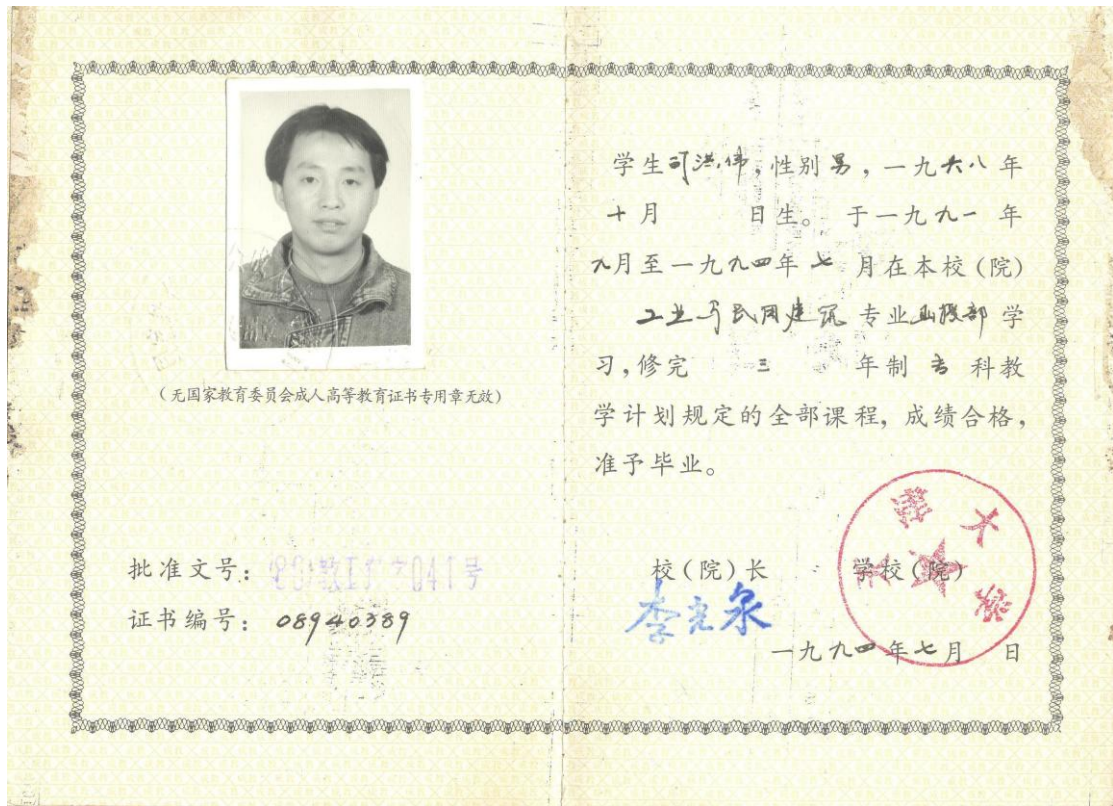 (无国家教育委员会成人高等教育证书专用章无效)
批准文号:
证书编号: 08940389
学生司洪伟,性别男,一九六八年
十月 日生。于一九九一年
九月至一九九四年七月在本校(院)
工业与民用建筑专业函授部学
习,修完 三 年制专科教
学计划规定的全部课程,成绩合格,
准予毕业。
校(院)长 学校(院)
李光泉
一九九四年七月 日